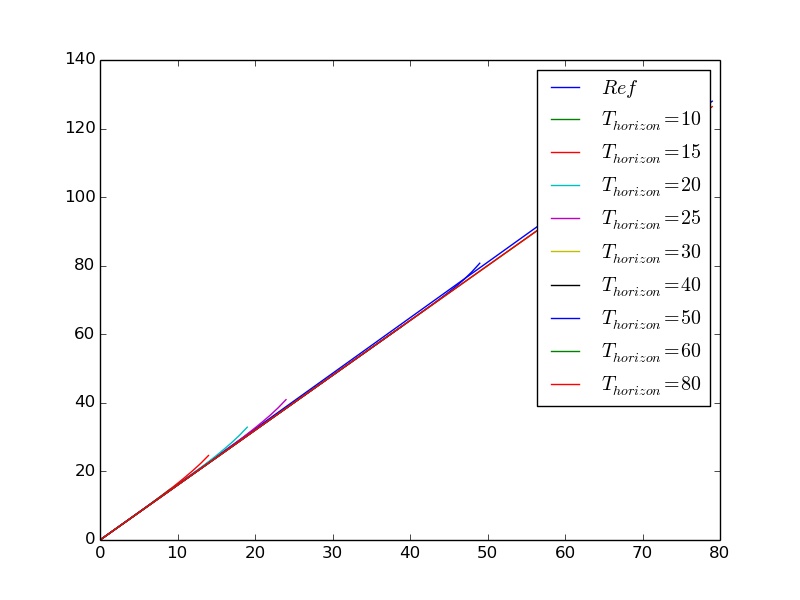 140
120
100
80
60
40
20
0
0 10 20 30 40 50 60 70 80
Ref
T_horizon = 10
T_horizon = 15
T_horizon = 20
T_horizon = 25
T_horizon = 30
T_horizon = 40
T_horizon = 50
T_horizon = 60
T_horizon = 80